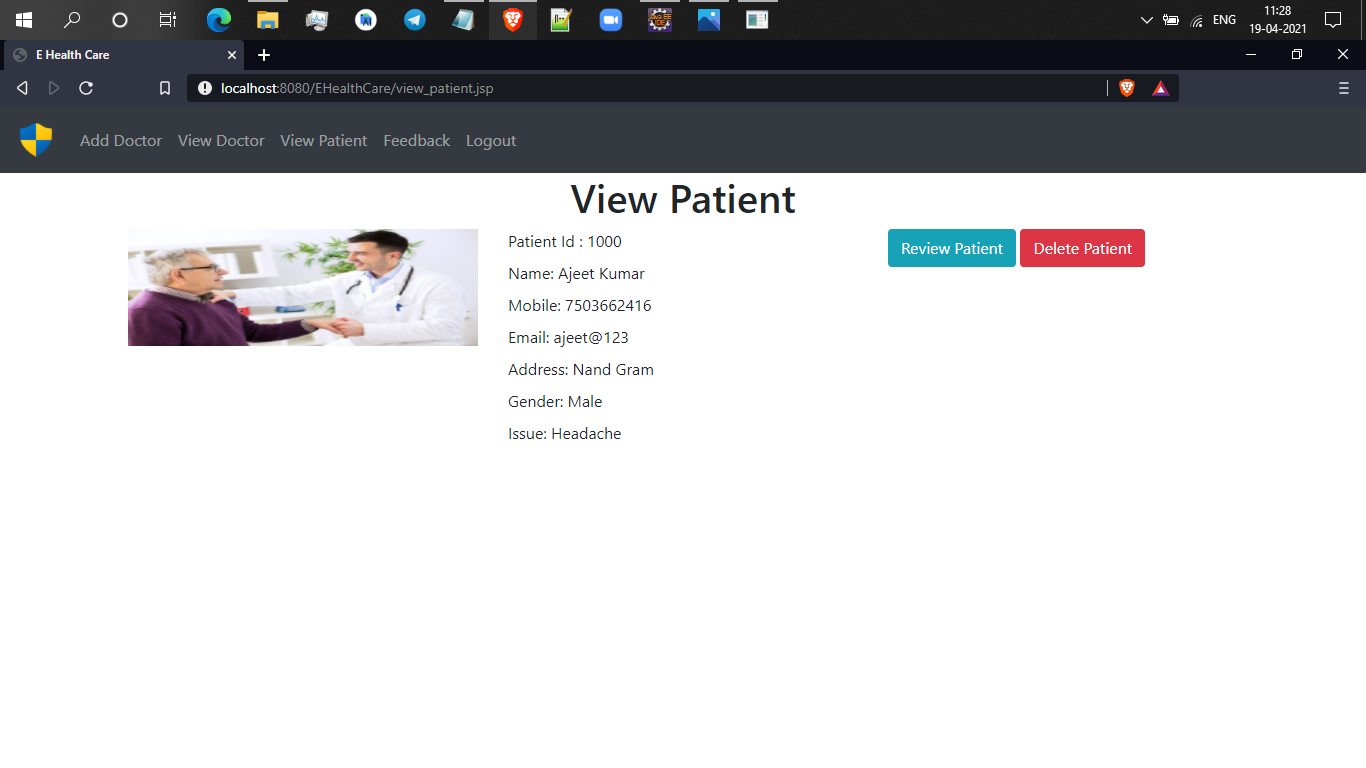 ENG
11:28
19-04-2021
E Health Care
localhost:8080/EHealthCare/view_patient.jsp
Add Doctor View Doctor View Patient Feedback Logout
View Patient
Patient Id : 1000
Review Patient Delete Patient
Name: Ajeet Kumar
Mobile: 7503662416
Email: ajeet@123
Address: Nand Gram
Gender: Male
Issue: Headache